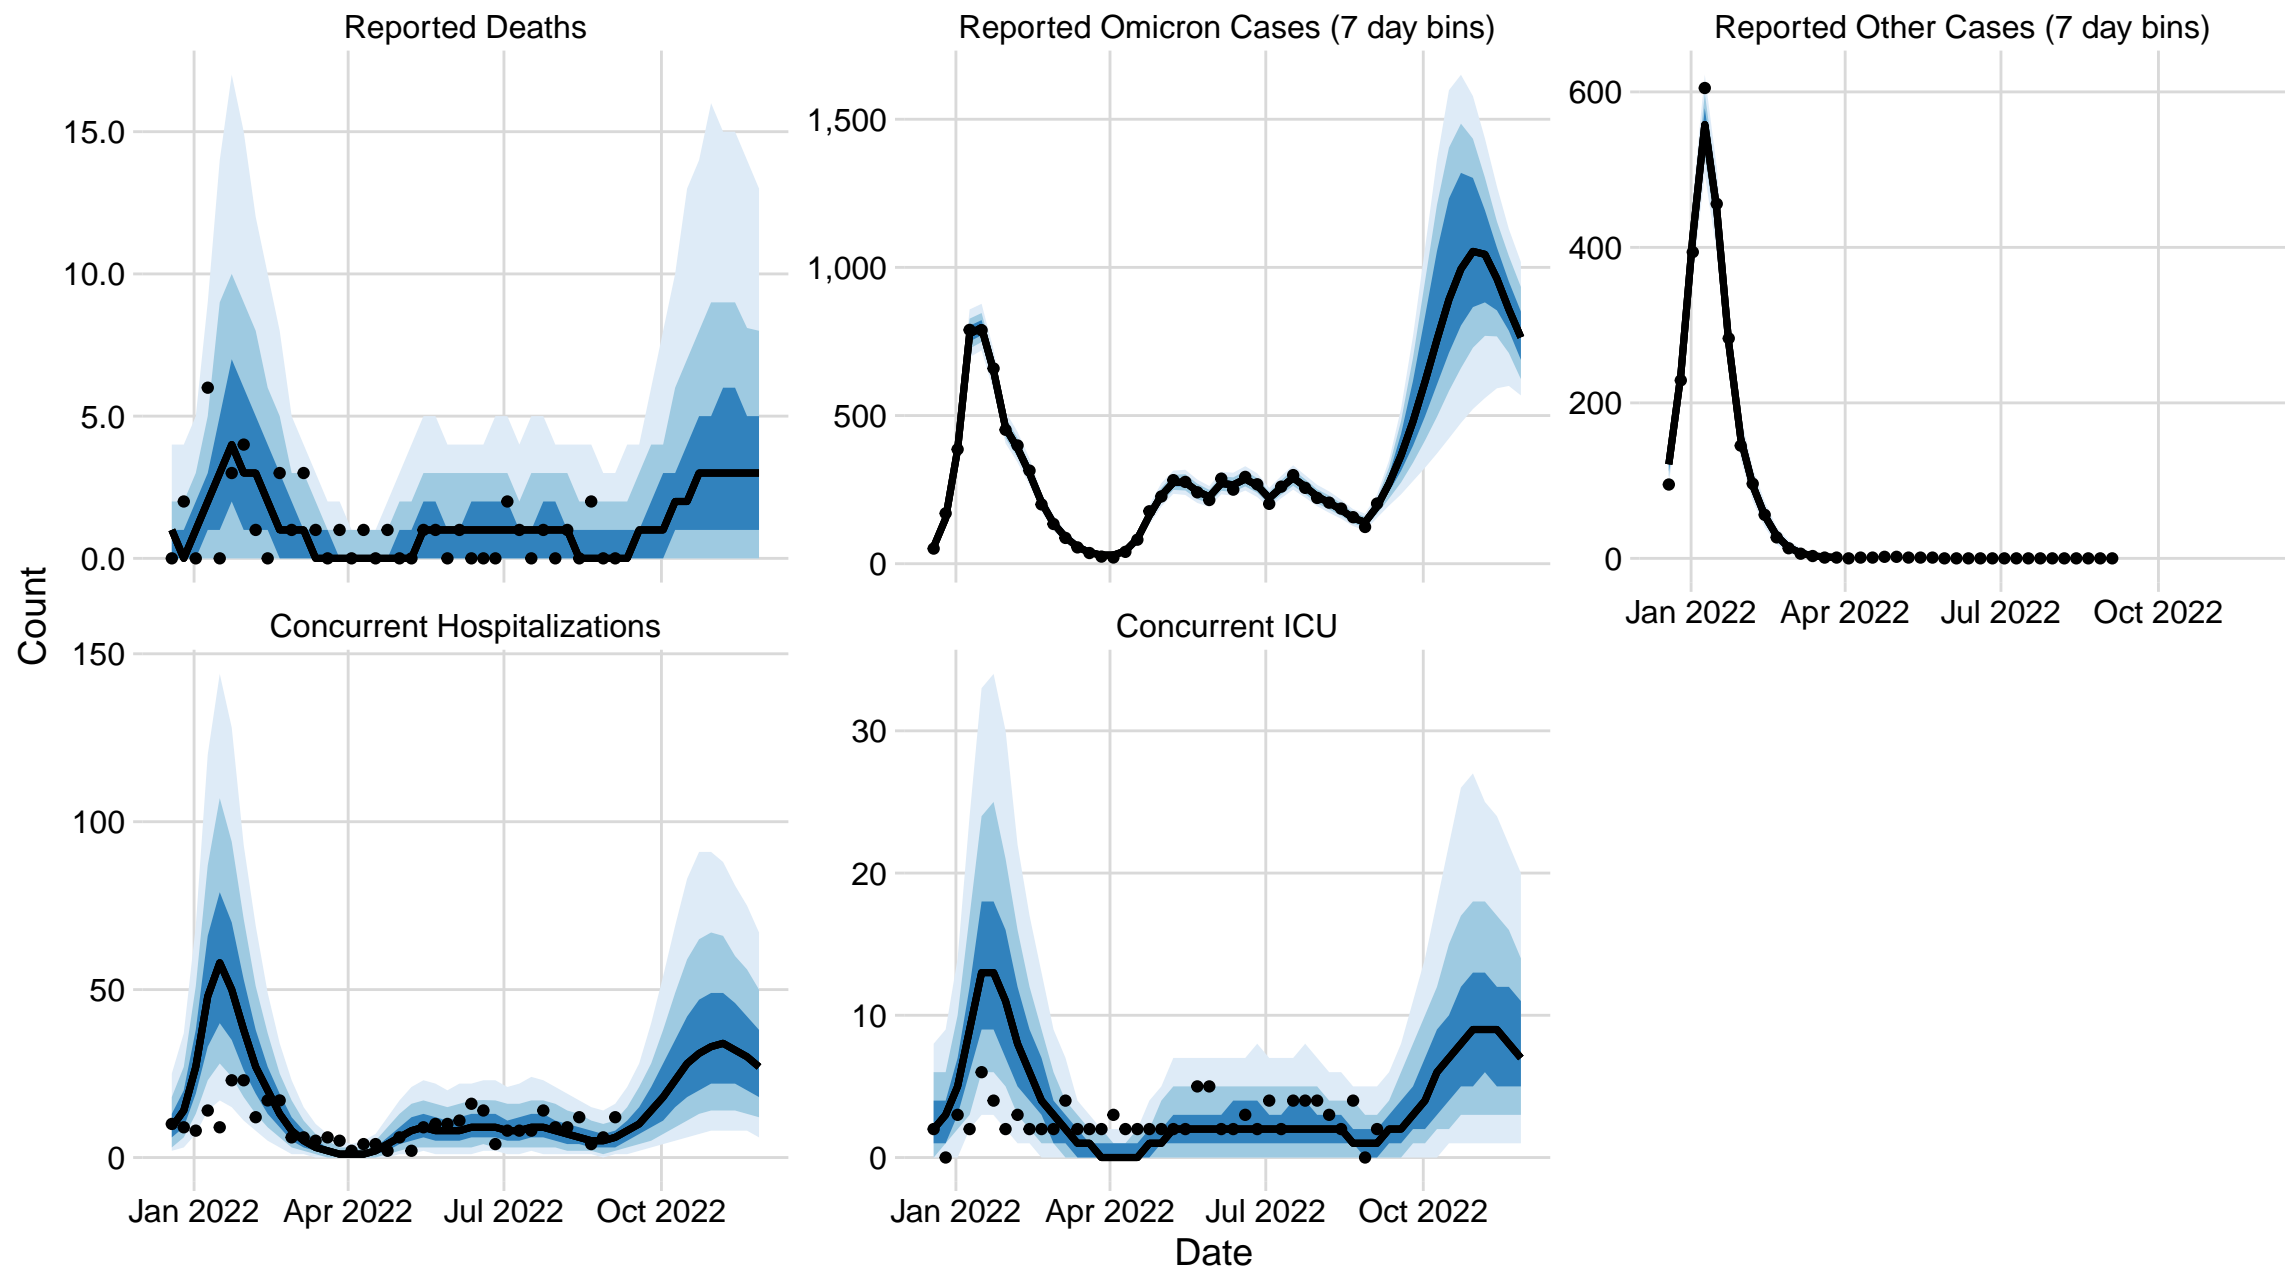 Reported Deaths
Reported Omicron Cases (7 day bins)
Reported Other Cases (7 day bins)
15.0
10.0
5.0
0.0
1,500
1,000
500
0
600
400
200
0
Jan 2022 Apr 2022 Jul 2022 Oct 2022
Count
Concurrent Hospitalizations
Concurrent ICU
150
100
50
0
30
20
10
0
Jan 2022 Apr 2022 Jul 2022 Oct 2022
Jan 2022 Apr 2022 Jul 2022 Oct 2022
Date